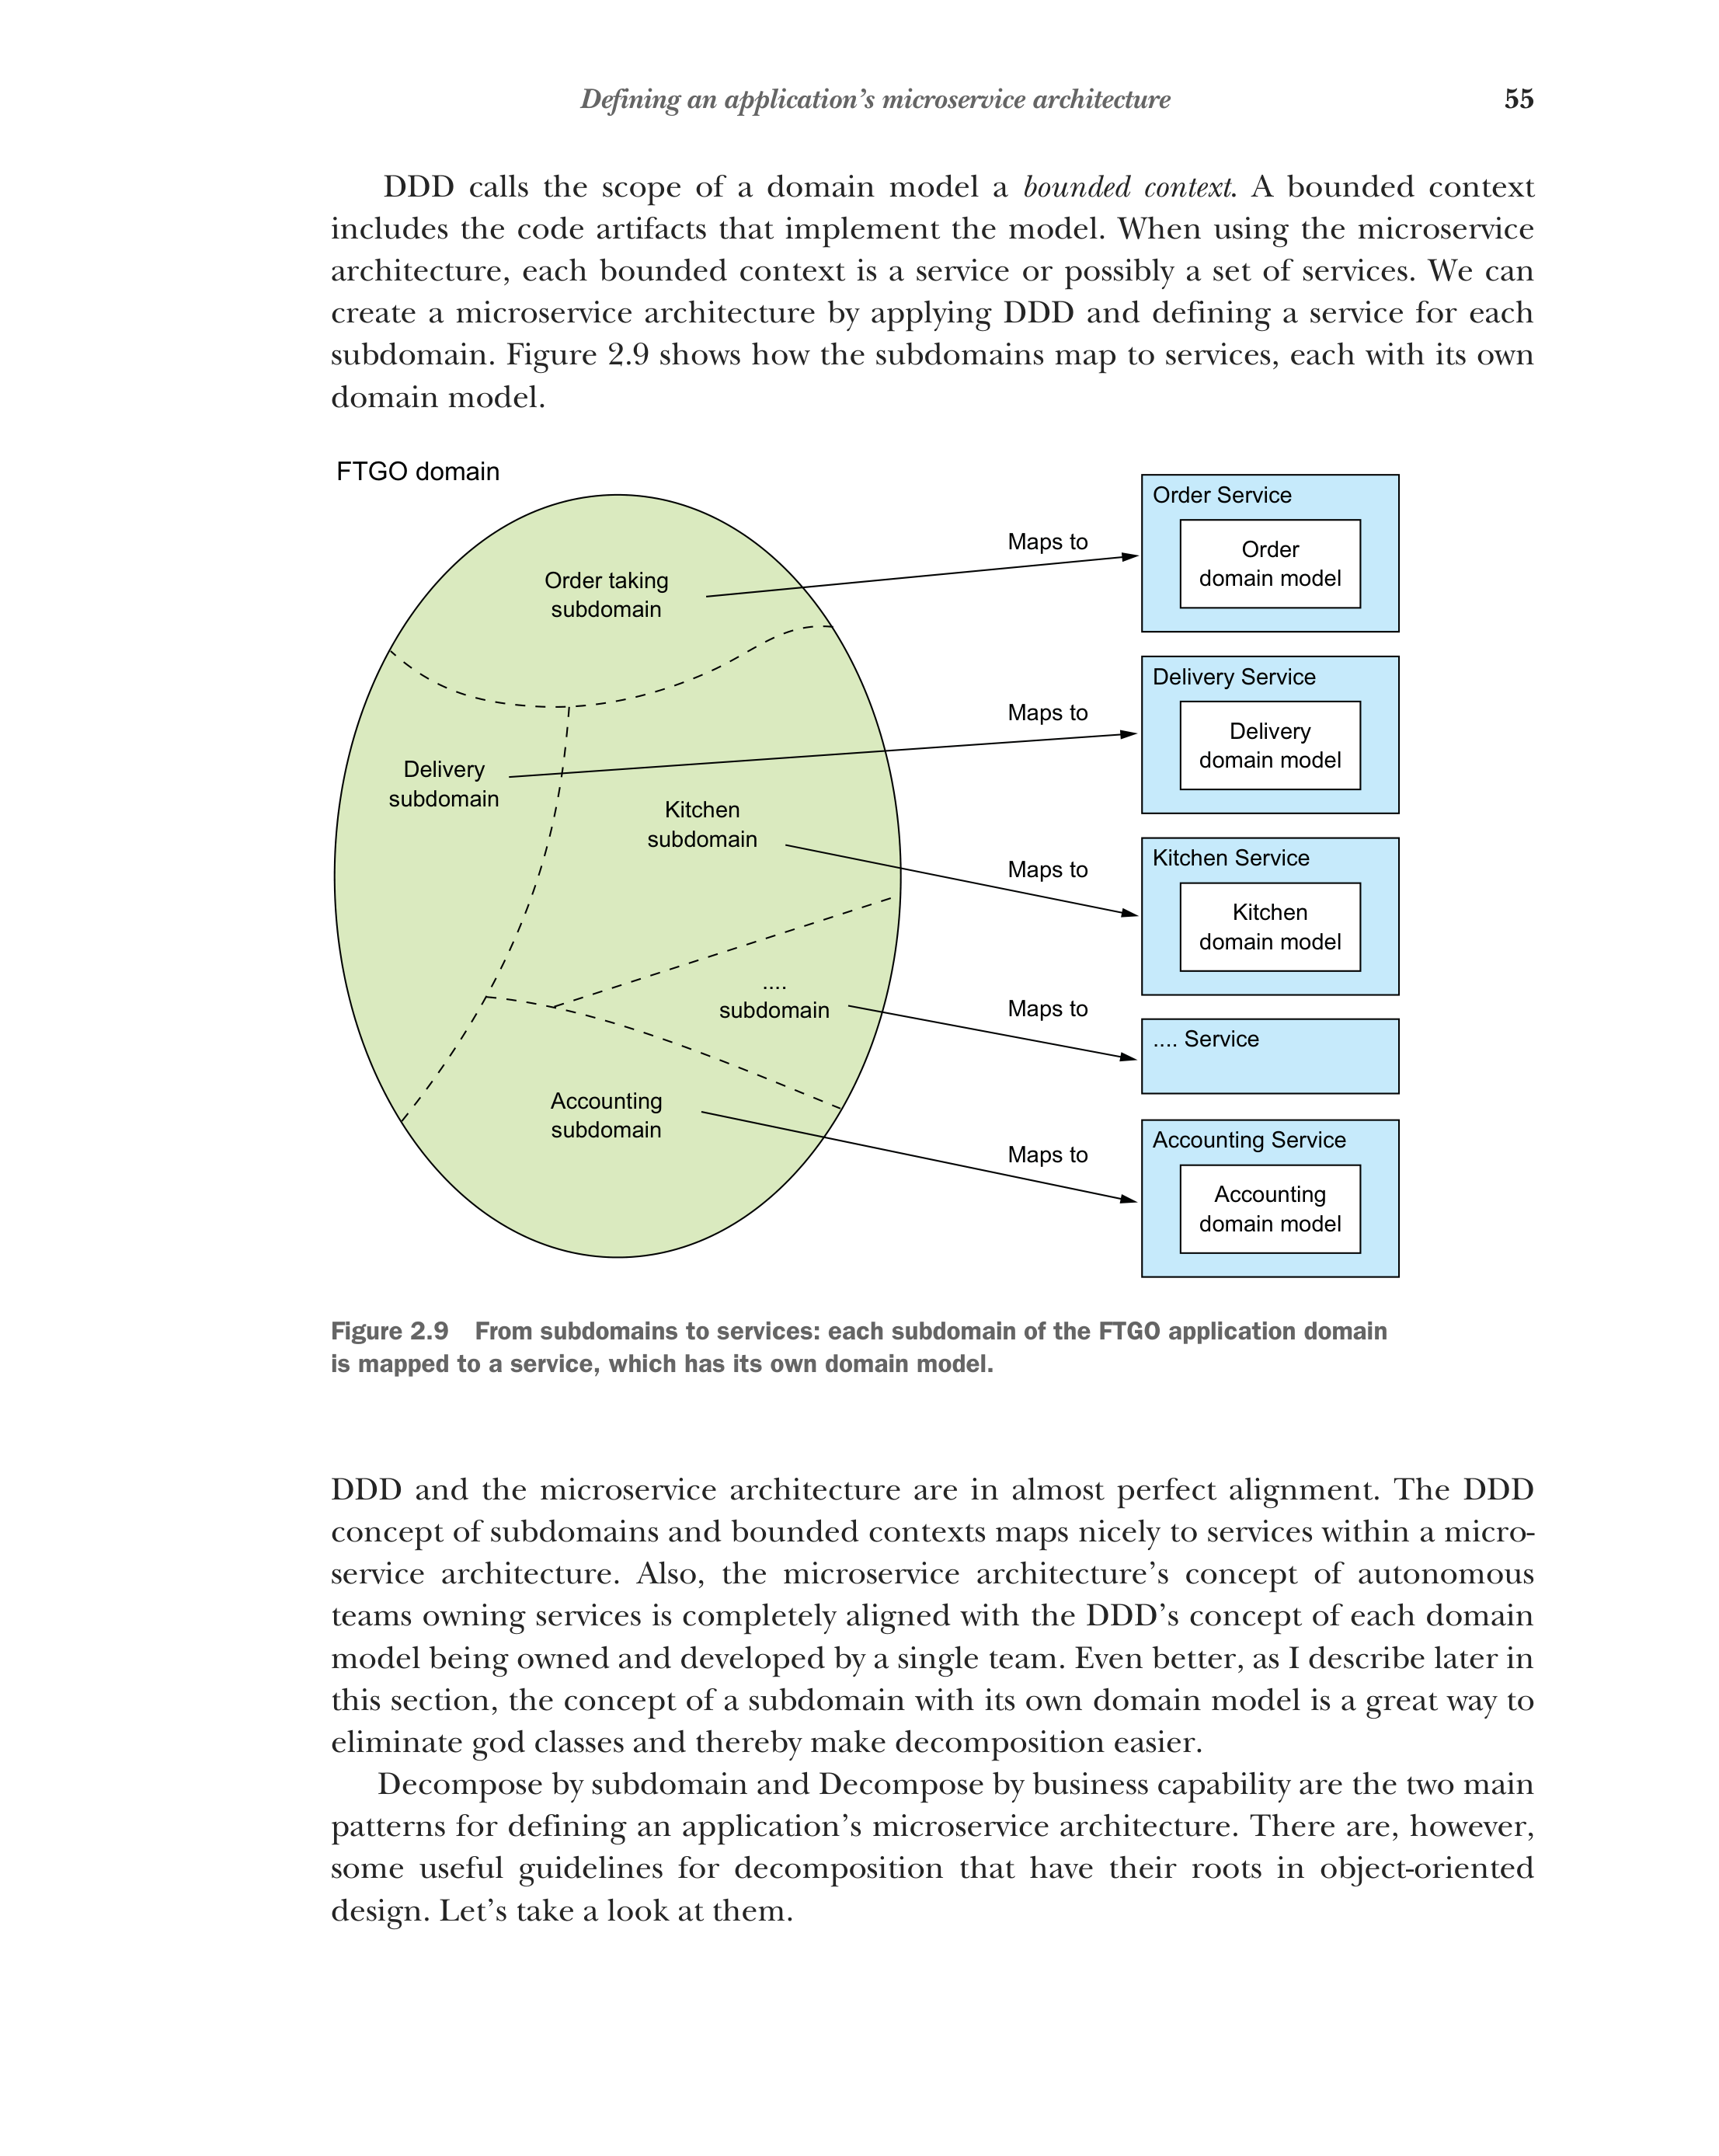 Defining an application’s microservice architecture 55
DDD calls the scope of a domain model a bounded context. A bounded context
includes the code artifacts that implement the model. When using the microservice
architecture, each bounded context is a service or possibly a set of services. We can
create a microservice architecture by applying DDD and defining a service for each
subdomain. Figure 2.9 shows how the subdomains map to services, each with its own
domain model.
FTGO domain
Order taking
subdomain
Delivery
subdomain
Kitchen
subdomain
....
subdomain
Accounting
subdomain
Maps to
Maps to
Maps to
Maps to
Maps to
Order Service
Order
domain model
Delivery Service
Delivery
domain model
Kitchen Service
Kitchen
domain model
.... Service
Accounting Service
Accounting
domain model
Figure 2.9 From subdomains to services: each subdomain of the FTGO application domain
is mapped to a service, which has its own domain model.
DDD and the microservice architecture are in almost perfect alignment. The DDD
concept of subdomains and bounded contexts maps nicely to services within a micro-
service architecture. Also, the microservice architecture’s concept of autonomous
teams owning services is completely aligned with the DDD’s concept of each domain
model being owned and developed by a single team. Even better, as I describe later in
this section, the concept of a subdomain with its own domain model is a great way to
eliminate god classes and thereby make decomposition easier.
Decompose by subdomain and Decompose by business capability are the two main
patterns for defining an application’s microservice architecture. There are, however,
some useful guidelines for decomposition that have their roots in object-oriented
design. Let’s take a look at them.